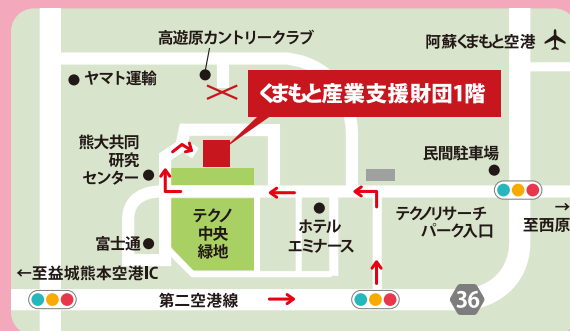 高遊原カントリークラブ
阿蘇くまもと空港
ヤマト運輸
くまもと産業支援財団1階
熊大共同
研究
センター
民間駐車場
テクノ
中央
緑地
ホテル
エミナース
テクノリサーチ
パーク入口
→
至西原
富士通
←至益城熊本空港IC
第二空港線
36